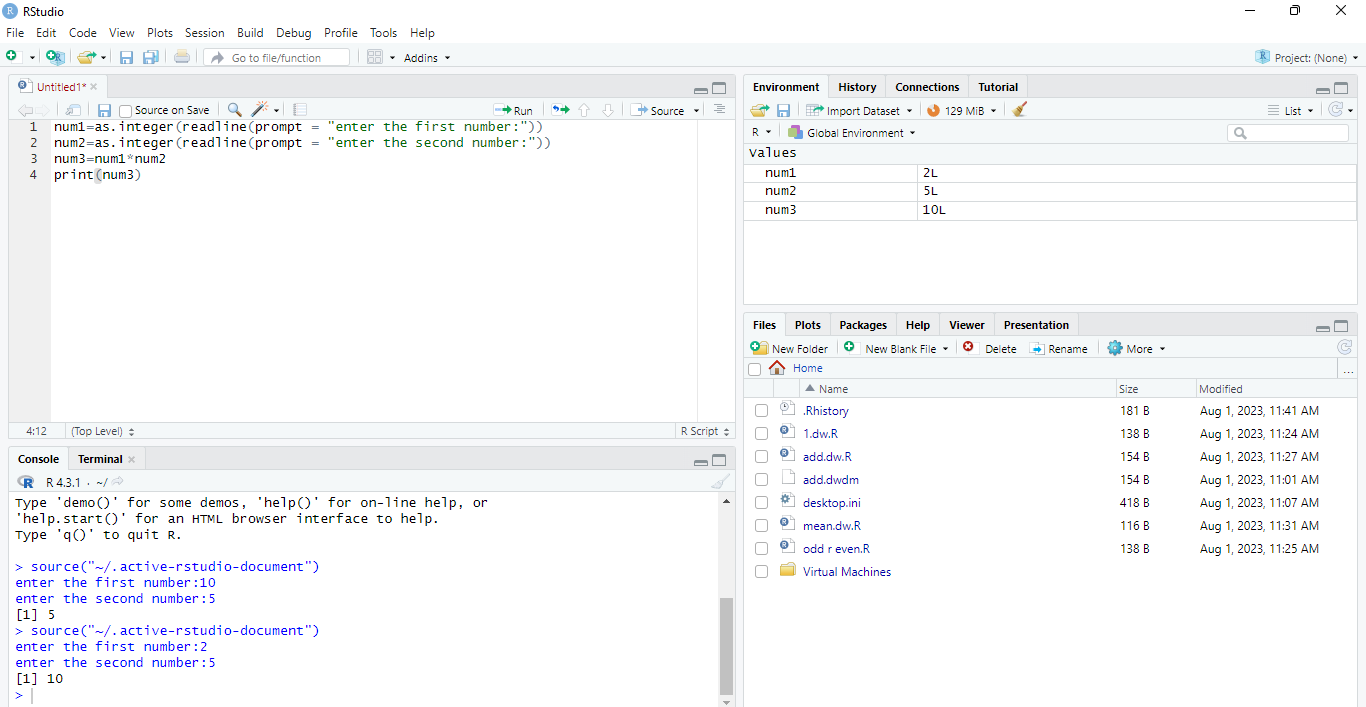 RStudio
File Edit Code View Plots Session Build Debug Profile Tools Help
Go to file/function Addins Project: (None)
Untitled1*
Source on Save Run Source
1 num1=as.integer(readline(prompt = "enter the first number:"))
2 num2=as.integer(readline(prompt = "enter the second number:"))
3 num3=num1*num2
4 print(num3)
4:12 (Top Level) R Script
Console Terminal
R 4.3.1 · ~/
Type 'demo()' for some demos, 'help()' for on-line help, or
'help.start()' for an HTML browser interface to help.
Type 'q()' to quit R.
> source("~/.active-rstudio-document")
enter the first number:10
enter the second number:5
[1] 5
> source("~/.active-rstudio-document")
enter the first number:2
enter the second number:5
[1] 10
>
Environment History Connections Tutorial
Import Dataset 129 MiB List
R Global Environment
Values
num1 2L
num2 5L
num3 10L
Files Plots Packages Help Viewer Presentation
New Folder New Blank File Delete Rename More
Home ...
Name Size Modified
.Rhistory 181 B Aug 1, 2023, 11:41 AM
1.dw.R 138 B Aug 1, 2023, 11:24 AM
add.dw.R 154 B Aug 1, 2023, 11:27 AM
add.dwdm 154 B Aug 1, 2023, 11:01 AM
desktop.ini 418 B Aug 1, 2023, 11:07 AM
mean.dw.R 116 B Aug 1, 2023, 11:31 AM
odd r even.R 138 B Aug 1, 2023, 11:25 AM
Virtual Machines